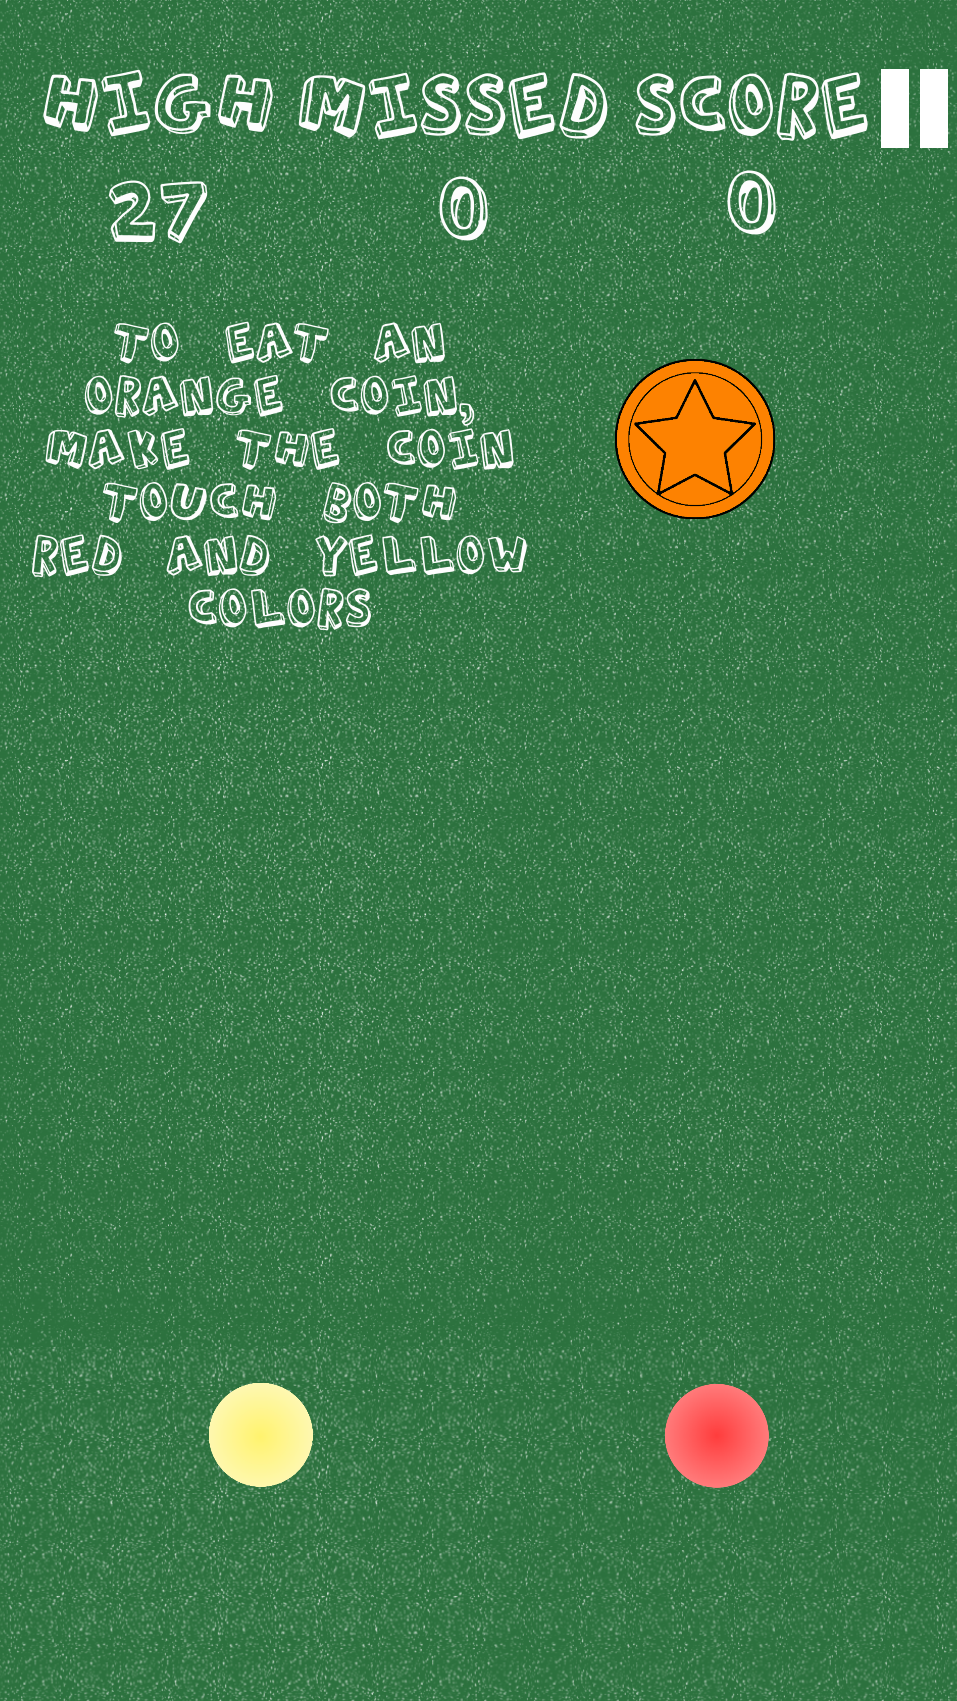 HIGH MISSED SCORE
27 0 0
TO EAT AN
ORANGE COIN,
MAKE THE COIN
TOUCH BOTH
RED AND YELLOW
COLORS